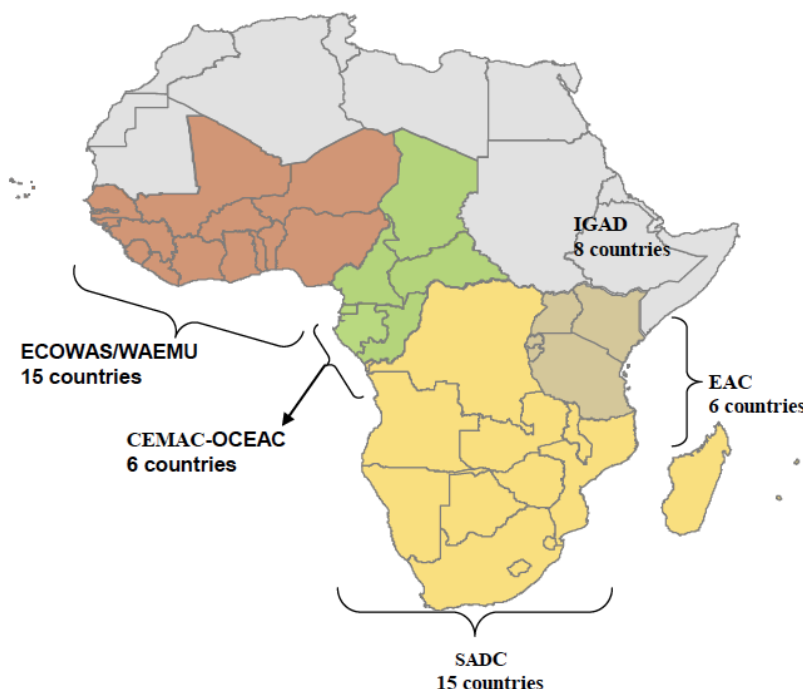 IGAD
8 countries
ECOWAS/WAEMU
15 countries
EAC
6 countries
CEMAC-OCEAC
6 countries
SADC
15 countries